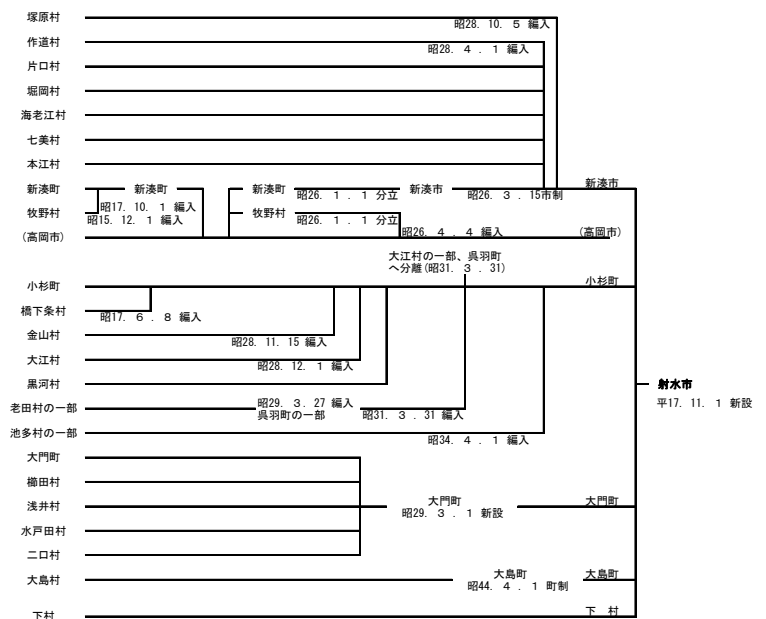 塚原村
昭28. 10. 5 編入
作道村
昭28. 4 . 1 編入
片口村
堀岡村
海老江村
七美村
本江村
新湊市
新湊町 新湊町 新湊町 新湊市
昭26. 1 . 1 分立 昭26. 3 . 15市制
昭17. 10. 1 編入
牧野村 牧野村
昭15. 12. 1 編入 昭26. 1 . 1 分立
昭26. 4 . 4 編入
(高岡市) (高岡市)
大江村の一部、呉羽町
へ分離(昭31. 3 . 31)
小杉町 小杉町
橋下条村
昭17. 6 . 8 編入
金山村
昭28. 11. 15 編入
大江村
昭28. 12. 1 編入
黒河村
射水市
平17. 11. 1 新設
老田村の一部 昭29. 3. 27 編入
呉羽町の一部 昭31. 3 . 31 編入
池多村の一部
昭34. 4 . 1 編入
大門町
櫛田村
浅井村 大門町 大門町
昭29. 3 . 1 新設
水戸田村
二口村
大島村 大島町 大島町
昭44. 4 . 1 町制
下村 下 村